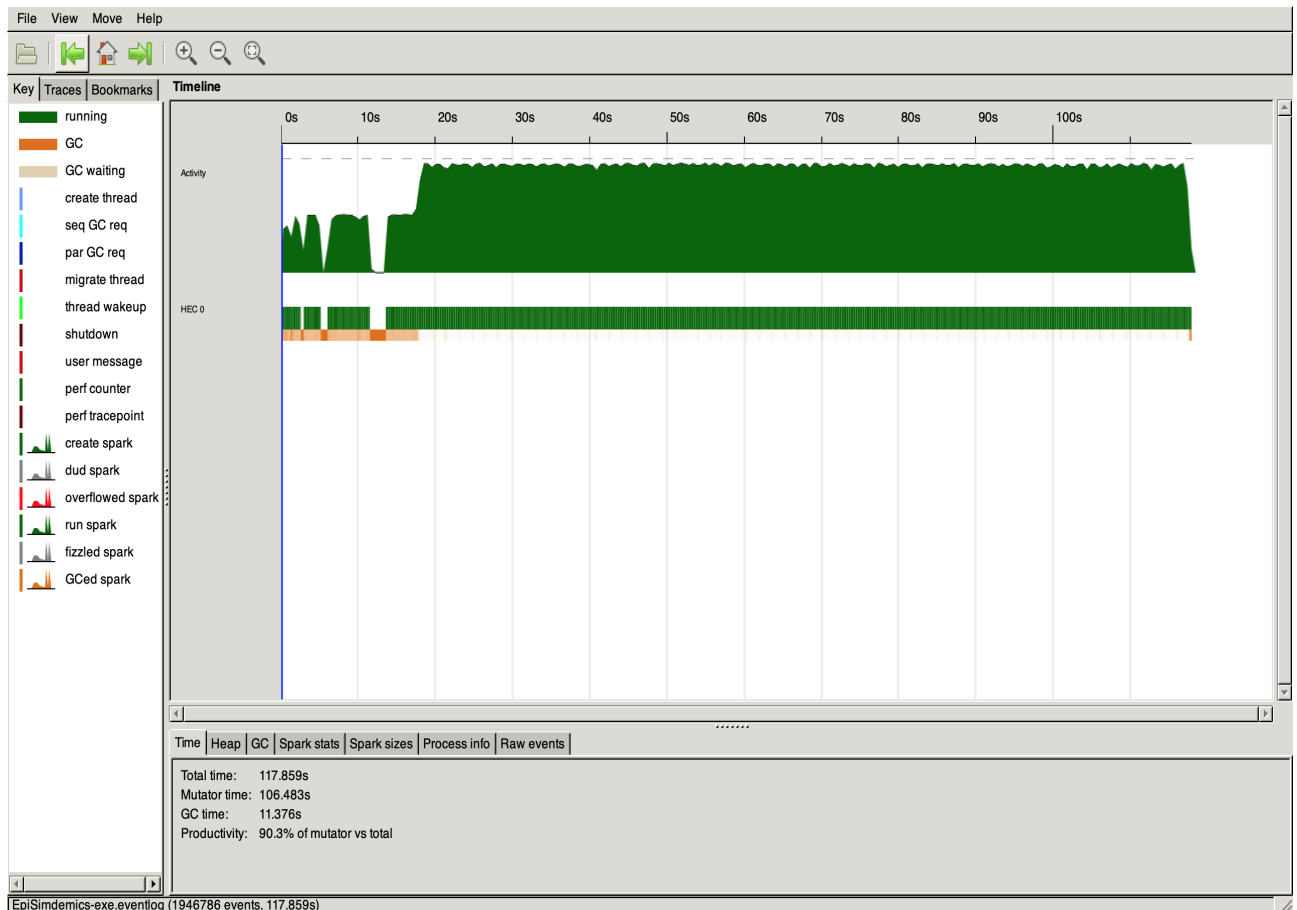 File View Move Help
Key Traces Bookmarks
Timeline
running
GC
GC waiting
create thread
seq GC req
par GC req
migrate thread
thread wakeup
shutdown
user message
perf counter
perf tracepoint
create spark
dud spark
overflowed spark
run spark
fizzled spark
GCed spark
0s 10s 20s 30s 40s 50s 60s 70s 80s 90s 100s
Activity
HEC 0
Time Heap GC Spark stats Spark sizes Process info Raw events
Total time: 117.859s
Mutator time: 106.483s
GC time: 11.376s
Productivity: 90.3% of mutator vs total
EpiSimdemics-exe.eventlog (1946786 events, 117.859s)